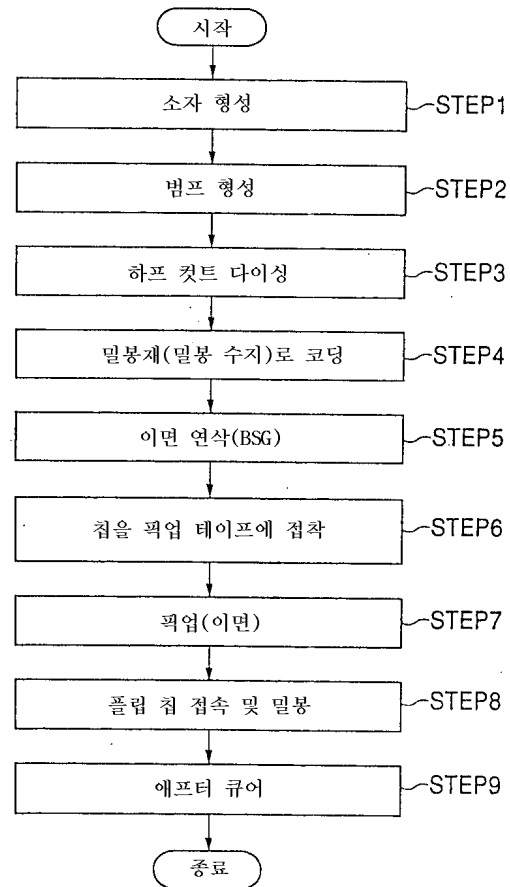 시작
소자 형성 STEP1
범프 형성 STEP2
하프 컷트 다이싱 STEP3
밀봉재(밀봉 수지)로 코딩 STEP4
이면 연삭(BSG) STEP5
칩을 픽업 테이프에 접착 STEP6
픽업(이면) STEP7
플립 칩 접속 및 밀봉 STEP8
애프터 큐어 STEP9
종료